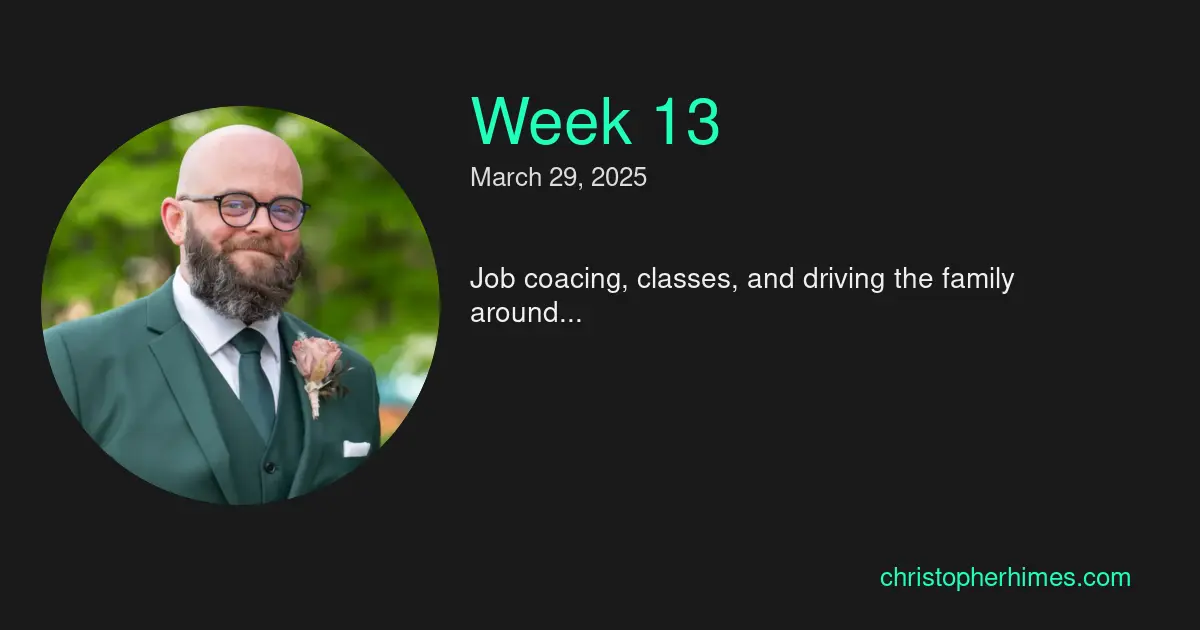 Week 13
March 29, 2025
Job coacing, classes, and driving the family
around...
christopherhimes.com